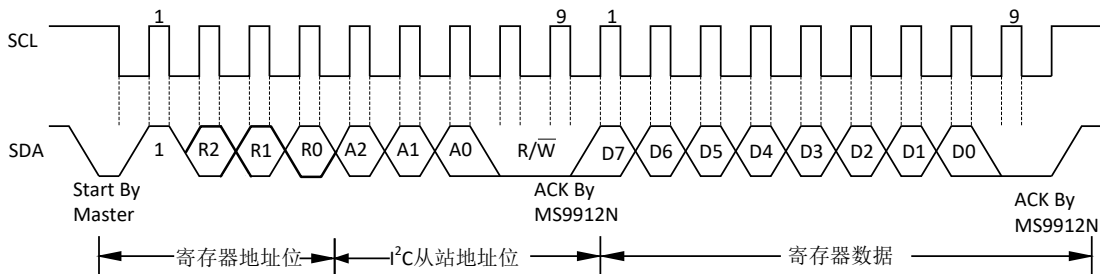 1 9 1 9
SCL
SDA 1 R2 R1 R0 A2 A1 A0 R/W̅ D7 D6 D5 D4 D3 D2 D1 D0
Start By
Master
ACK By
MS9912N
ACK By
MS9912N
寄存器地址位 I²C从站地址位 寄存器数据